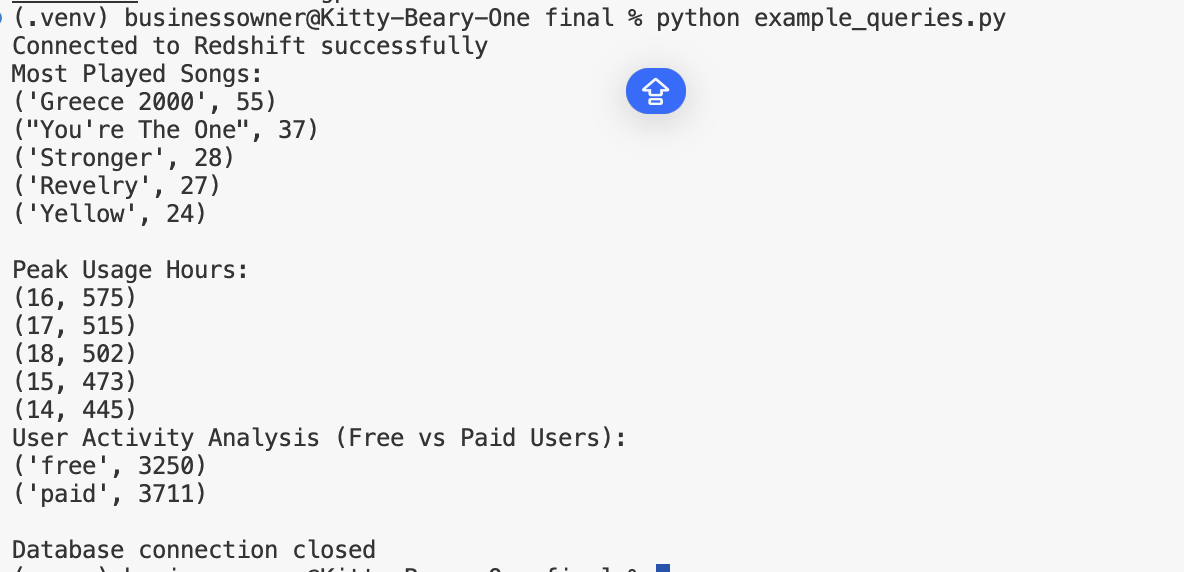 (.venv) businessowner@Kitty-Beary-One final % python example_queries.py
Connected to Redshift successfully
Most Played Songs:
('Greece 2000', 55)
("You're The One", 37)
('Stronger', 28)
('Revelry', 27)
('Yellow', 24)
Peak Usage Hours:
(16, 575)
(17, 515)
(18, 502)
(15, 473)
(14, 445)
User Activity Analysis (Free vs Paid Users):
('free', 3250)
('paid', 3711)
Database connection closed